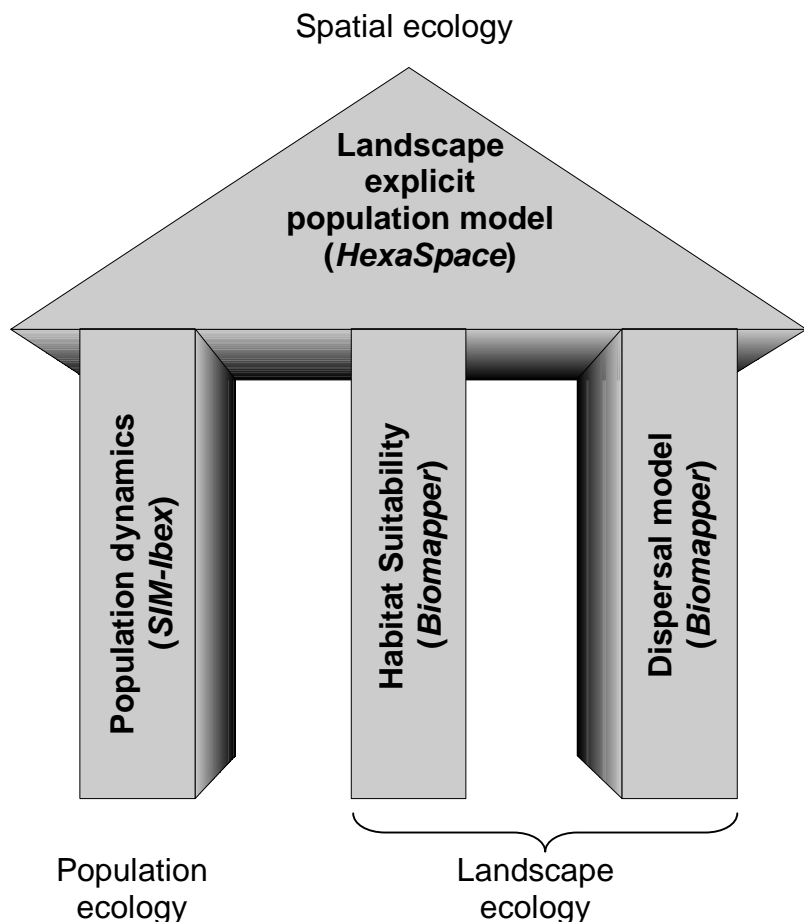 Spatial ecology
Landscape
explicit
population model
(HexaSpace)
Population dynamics
(SIM-Ibex)
Habitat Suitability
(Biomapper)
Dispersal model
(Biomapper)
Population
ecology
Landscape
ecology